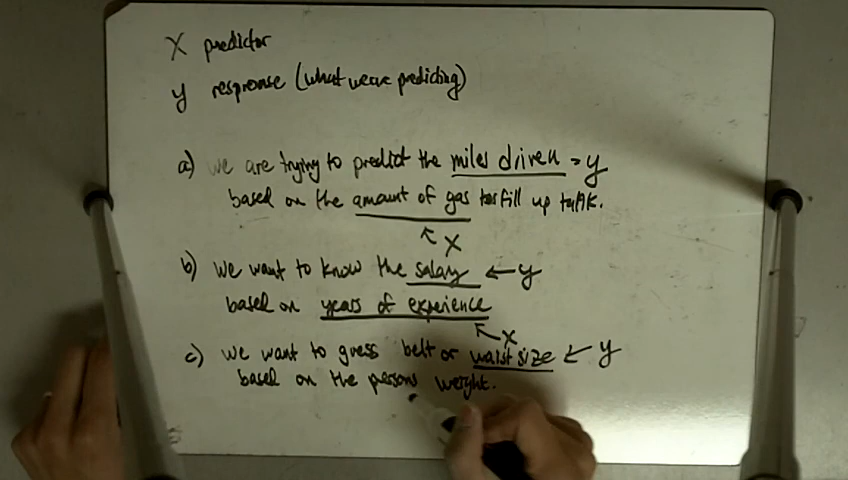 X predictor
y response (what we are predicting)
a) we are trying to predict the miles driven = y
based on the amount of gas to fill up tank.
↖ X
b) we want to know the salary ← y
based on years of experience
↖ X
c) we want to guess belt or waist size ← y
based on the persons weight.